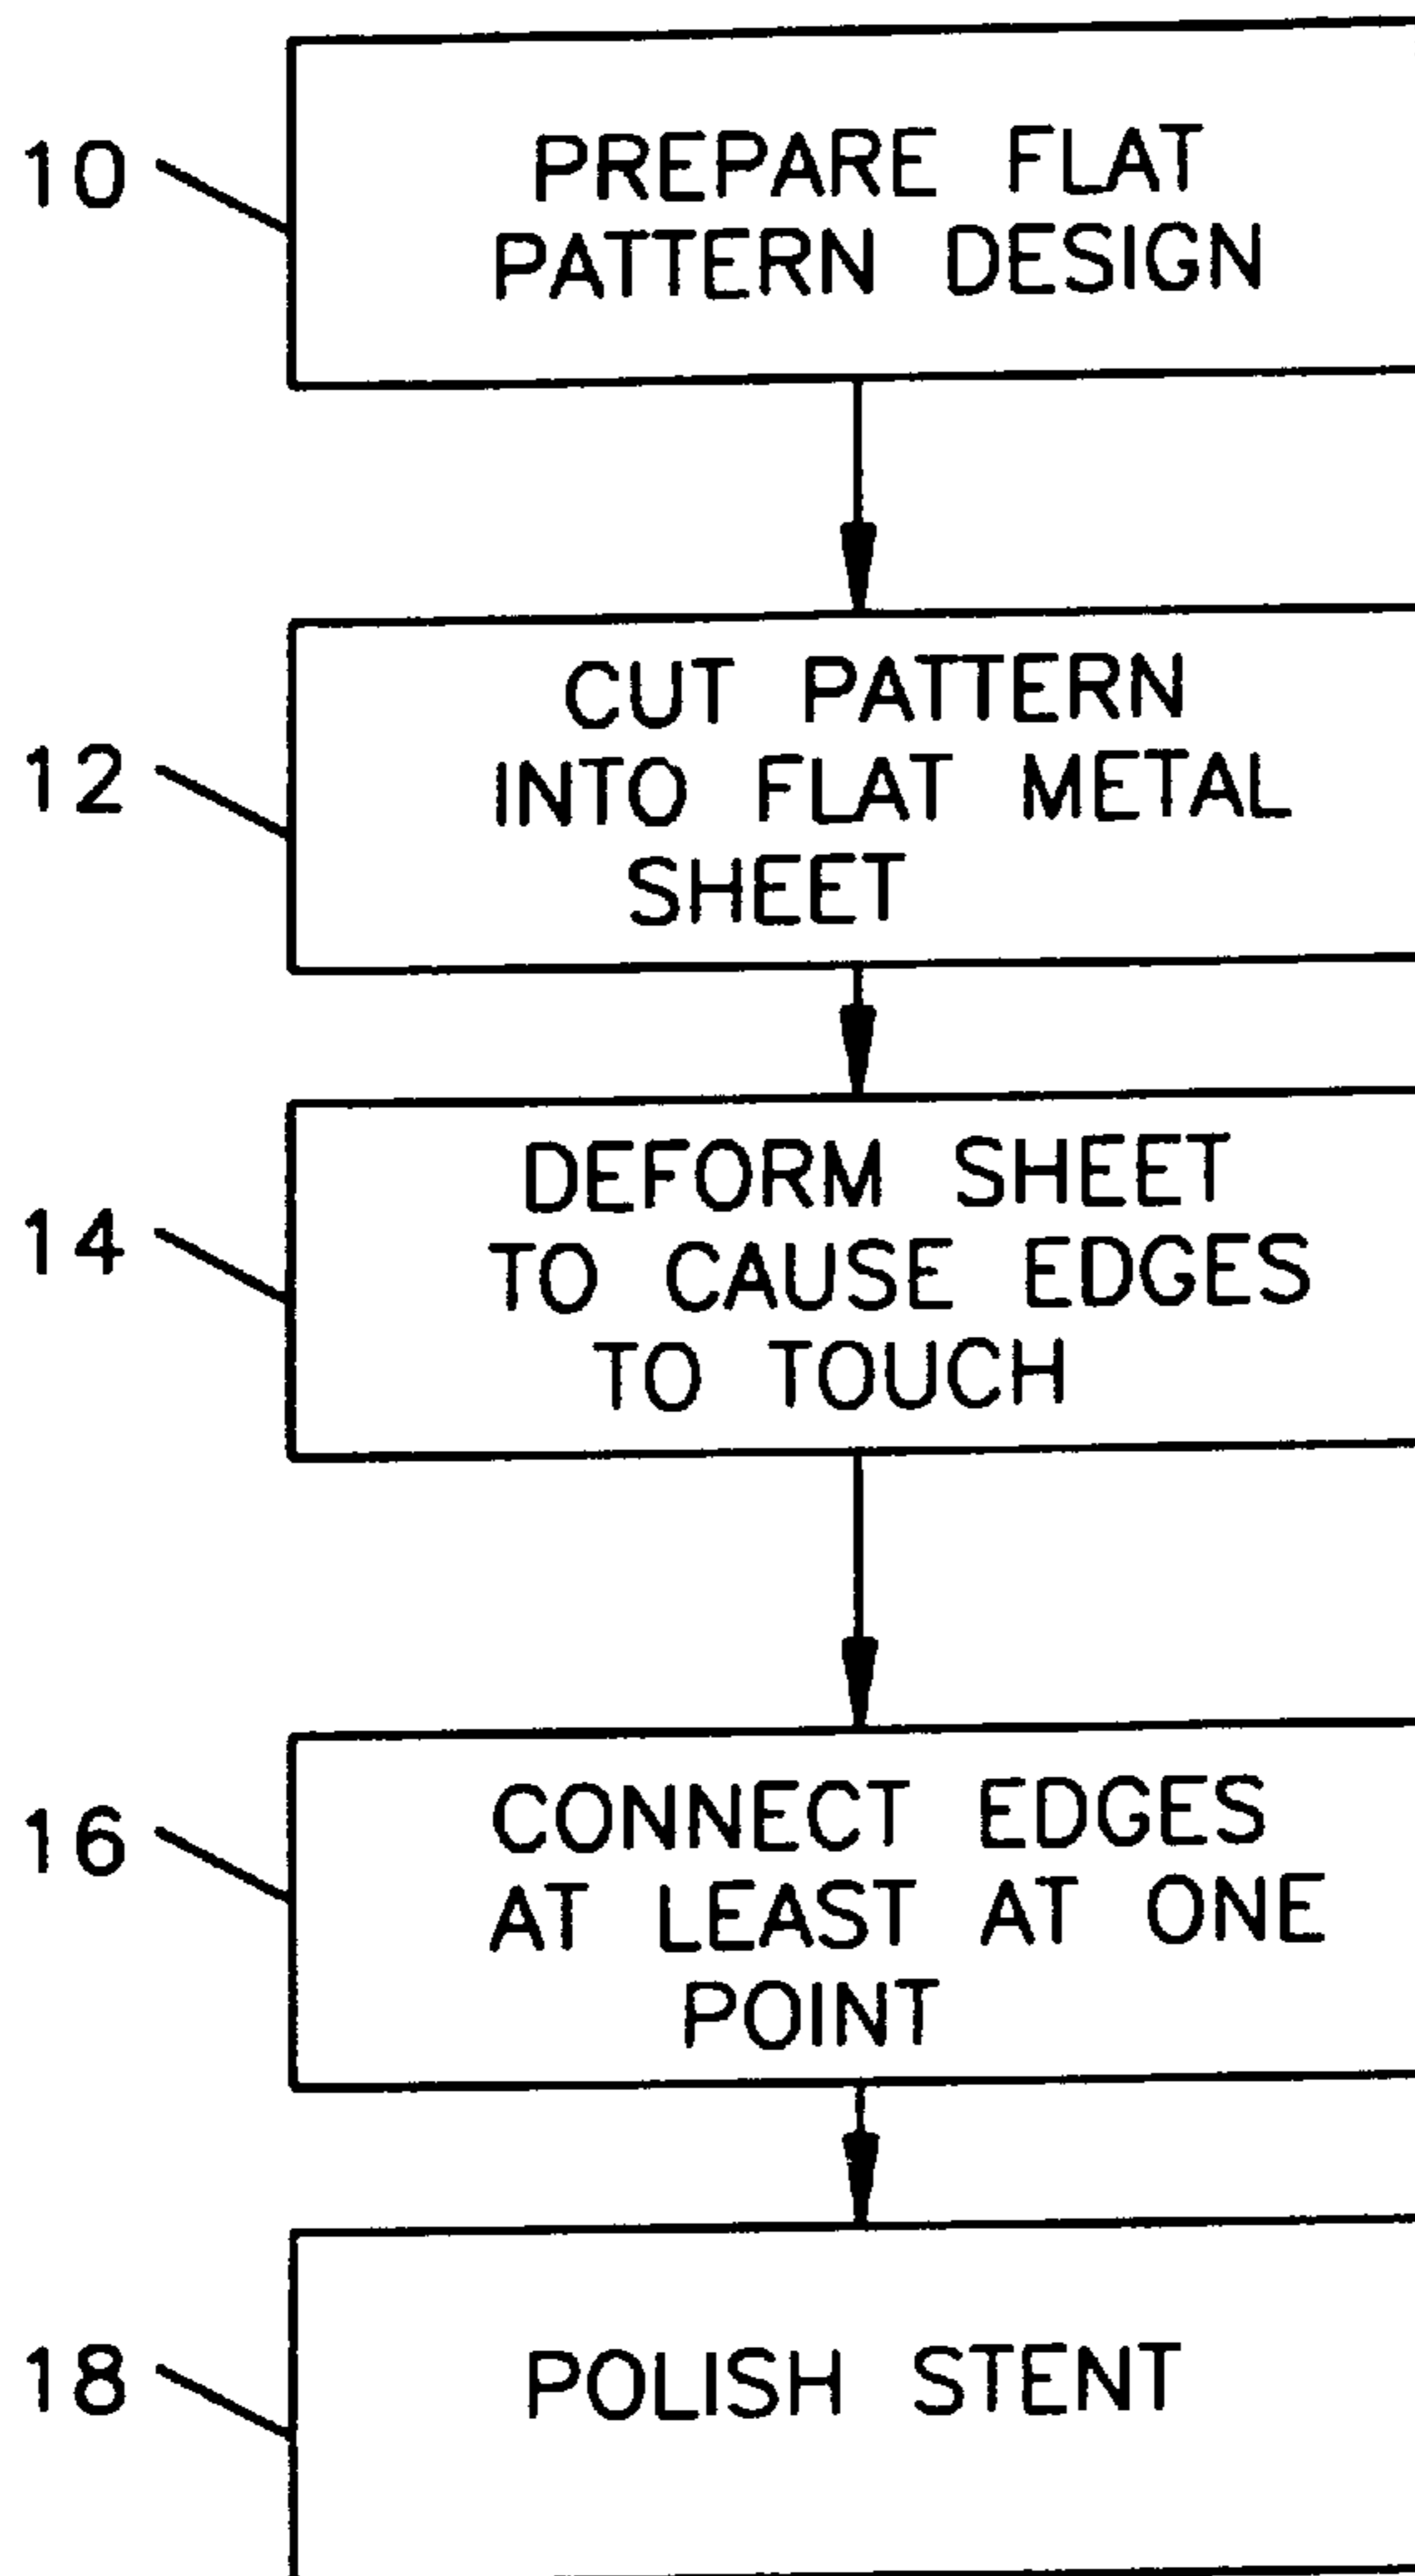 10
PREPARE FLAT
PATTERN DESIGN
12
CUT PATTERN
INTO FLAT METAL
SHEET
14
DEFORM SHEET
TO CAUSE EDGES
TO TOUCH
16
CONNECT EDGES
AT LEAST AT ONE
POINT
18
POLISH STENT